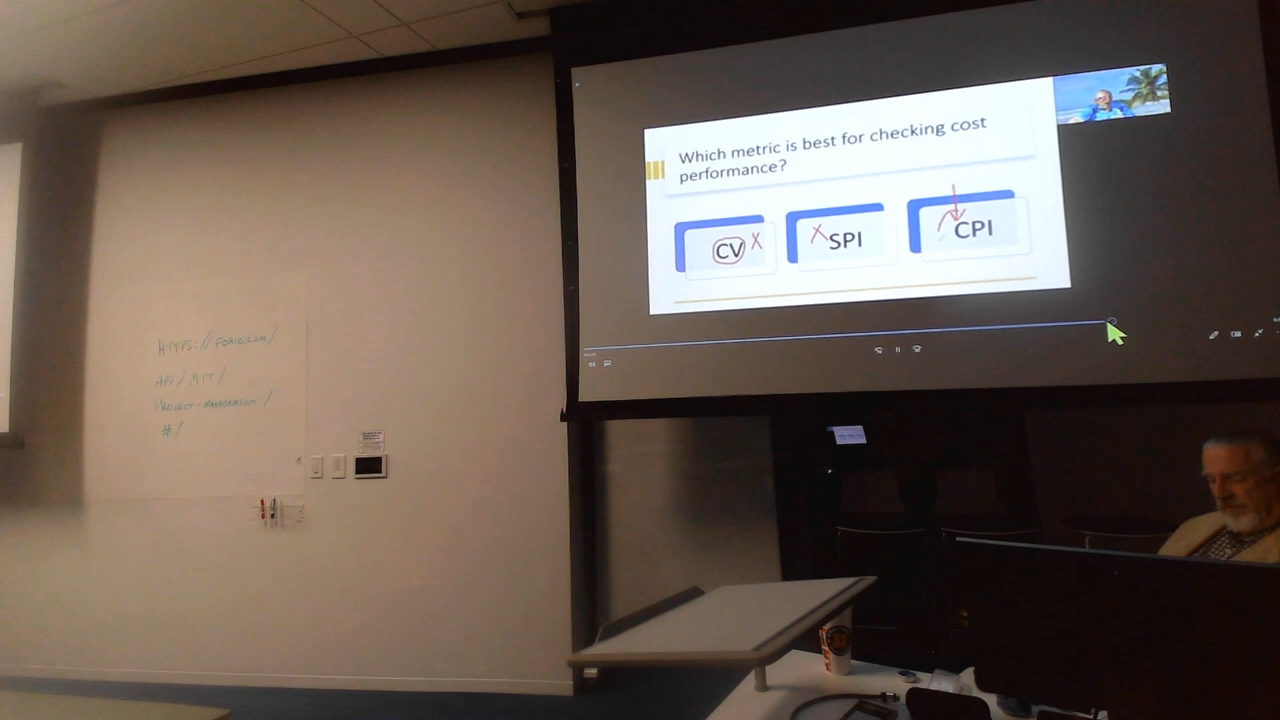 Which metric is best for checking cost
performance?
CV X
X SPI
CPI
HTTPS://FORIO.COM/
APP/MIT/
PROJECT-MANAGEMENT/
#/